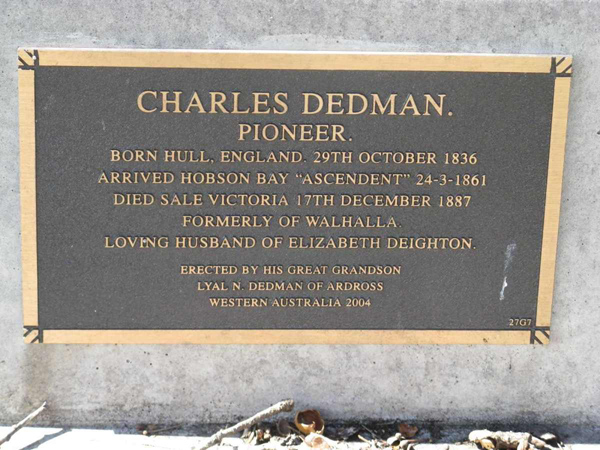 CHARLES DEDMAN.
PIONEER.
BORN HULL, ENGLAND. 29TH OCTOBER 1836
ARRIVED HOBSON BAY "ASCENDENT" 24-3-1861
DIED SALE VICTORIA 17TH DECEMBER 1887
FORMERLY OF WALHALLA.
LOVING HUSBAND OF ELIZABETH DEIGHTON.
ERECTED BY HIS GREAT GRANDSON
LYAL N. DEDMAN OF ARDROSS
WESTERN AUSTRALIA 2004
27G7